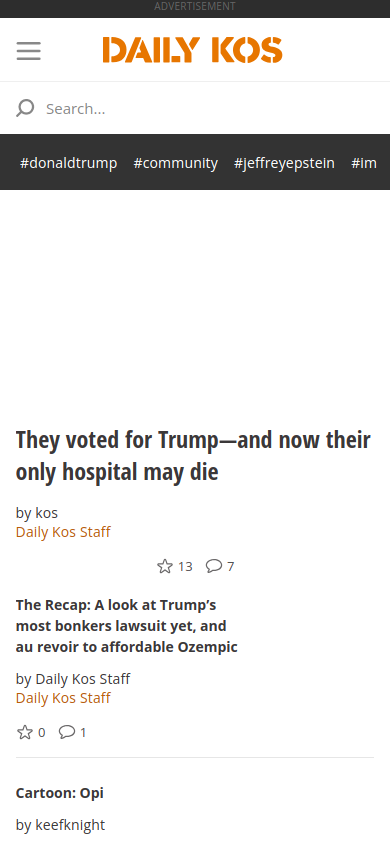 ADVERTISEMENT
DAILY KOS
Search...
#donaldtrump #community #jeffreyepstein #im
They voted for Trump—and now their
only hospital may die
by kos
Daily Kos Staff
13 7
The Recap: A look at Trump’s
most bonkers lawsuit yet, and
au revoir to affordable Ozempic
by Daily Kos Staff
Daily Kos Staff
0 1
Cartoon: Opi
by keefknight